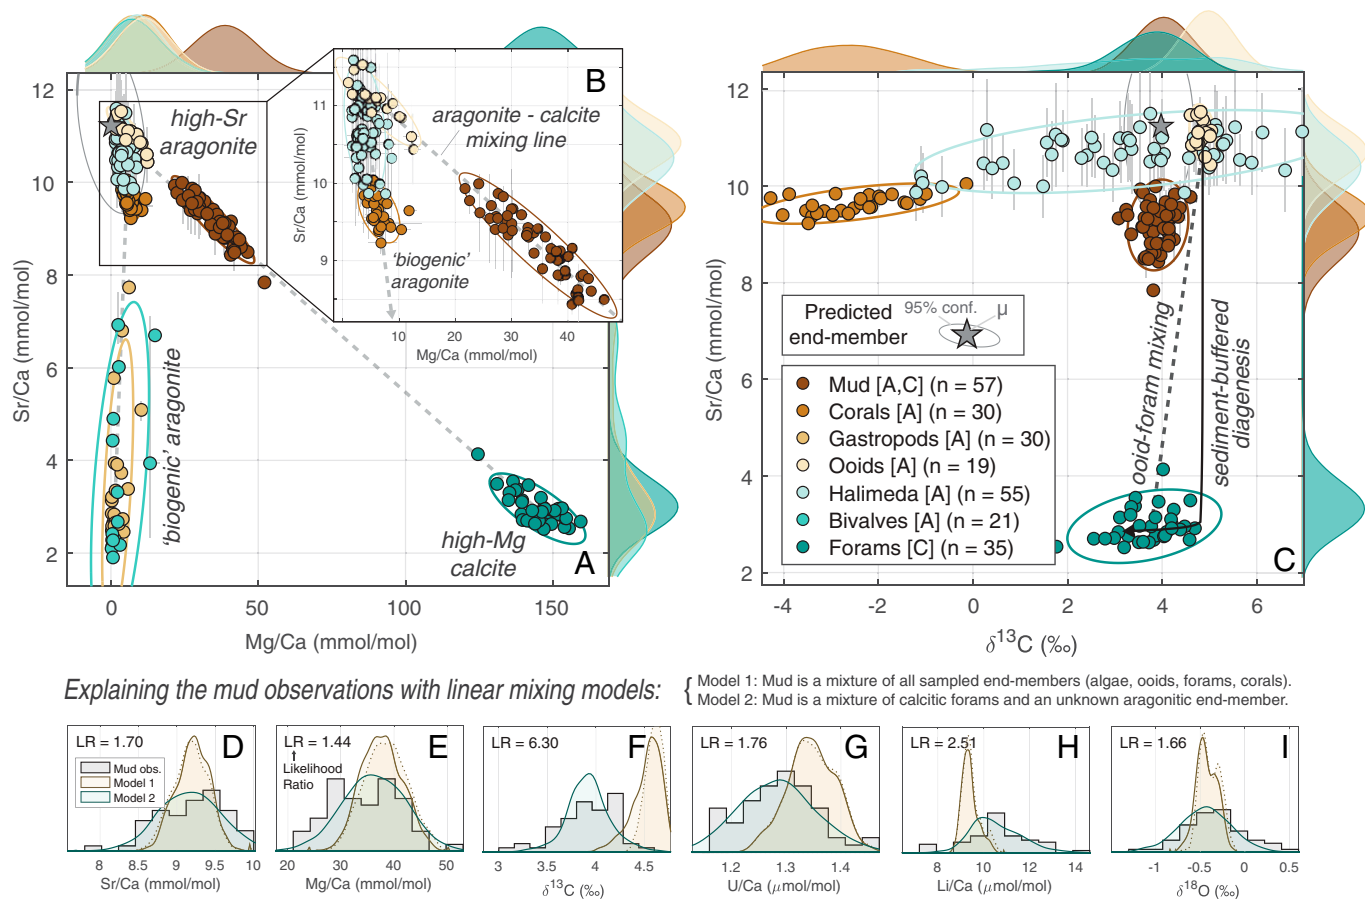 12
10
8
6
4
2
Sr/Ca (mmol/mol)
0
50
100
150
Mg/Ca (mmol/mol)
high-Sr
aragonite
'biogenic' aragonite
high-Mg
calcite
A
B
11
10
9
Sr/Ca (mmol/mol)
aragonite - calcite
mixing line
'biogenic'
aragonite
10
20
30
40
Mg/Ca (mmol/mol)
12
10
8
6
4
2
Sr/Ca (mmol/mol)
-4
-2
0
2
4
6
δ13C (‰)
C
Predicted
end-member
95% conf.
μ
Mud [A,C] (n = 57)
Corals [A] (n = 30)
Gastropods [A] (n = 30)
Ooids [A] (n = 19)
Halimeda [A] (n = 55)
Bivalves [A] (n = 21)
Forams [C] (n = 35)
ooid-foram mixing
sediment-buffered
diagenesis
Explaining the mud observations with linear mixing models:
{ Model 1: Mud is a mixture of all sampled end-members (algae, ooids, forams, corals).
Model 2: Mud is a mixture of calcitic forams and an unknown aragonitic end-member.
LR = 1.70
D
Mud obs.
Model 1
Model 2
8
8.5
9
9.5
10
Sr/Ca (mmol/mol)
LR = 1.44
E
Likelihood
Ratio
20
30
40
50
Mg/Ca (mmol/mol)
LR = 6.30
F
3
3.5
4
4.5
δ13C (‰)
LR = 1.76
G
1.2
1.3
1.4
U/Ca (μmol/mol)
LR = 2.51
H
8
10
12
14
Li/Ca (μmol/mol)
LR = 1.66
I
-1
-0.5
0
0.5
δ18O (‰)